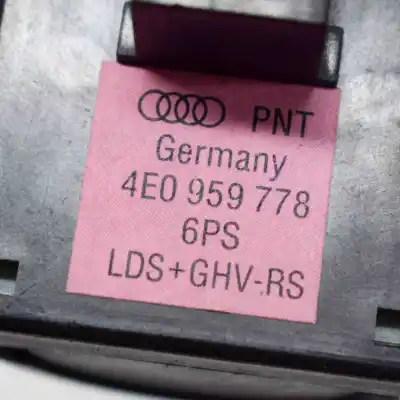 PNT
Germany
4E0 959 778
6PS
LDS+GHV-RS